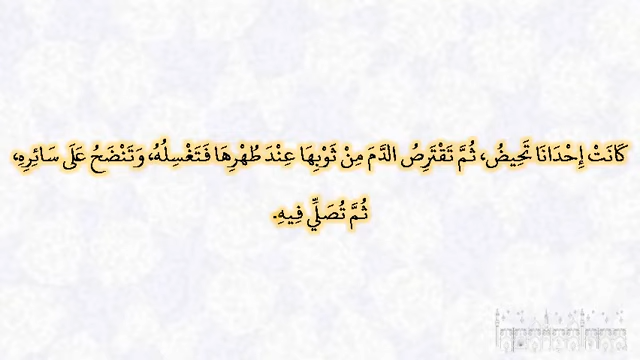 كَانَتْ إِحْدَانَا تَحِيضُ، ثُمَّ تَقْتَرِصُ الدَّمَ مِنْ ثَوْبِهَا عِنْدَ طُهْرِهَا فَتَغْسِلُهُ، وَتَنْضَحُ عَلَى سَائِرِهِ،
ثُمَّ تُصَلِّي فِيهِ.